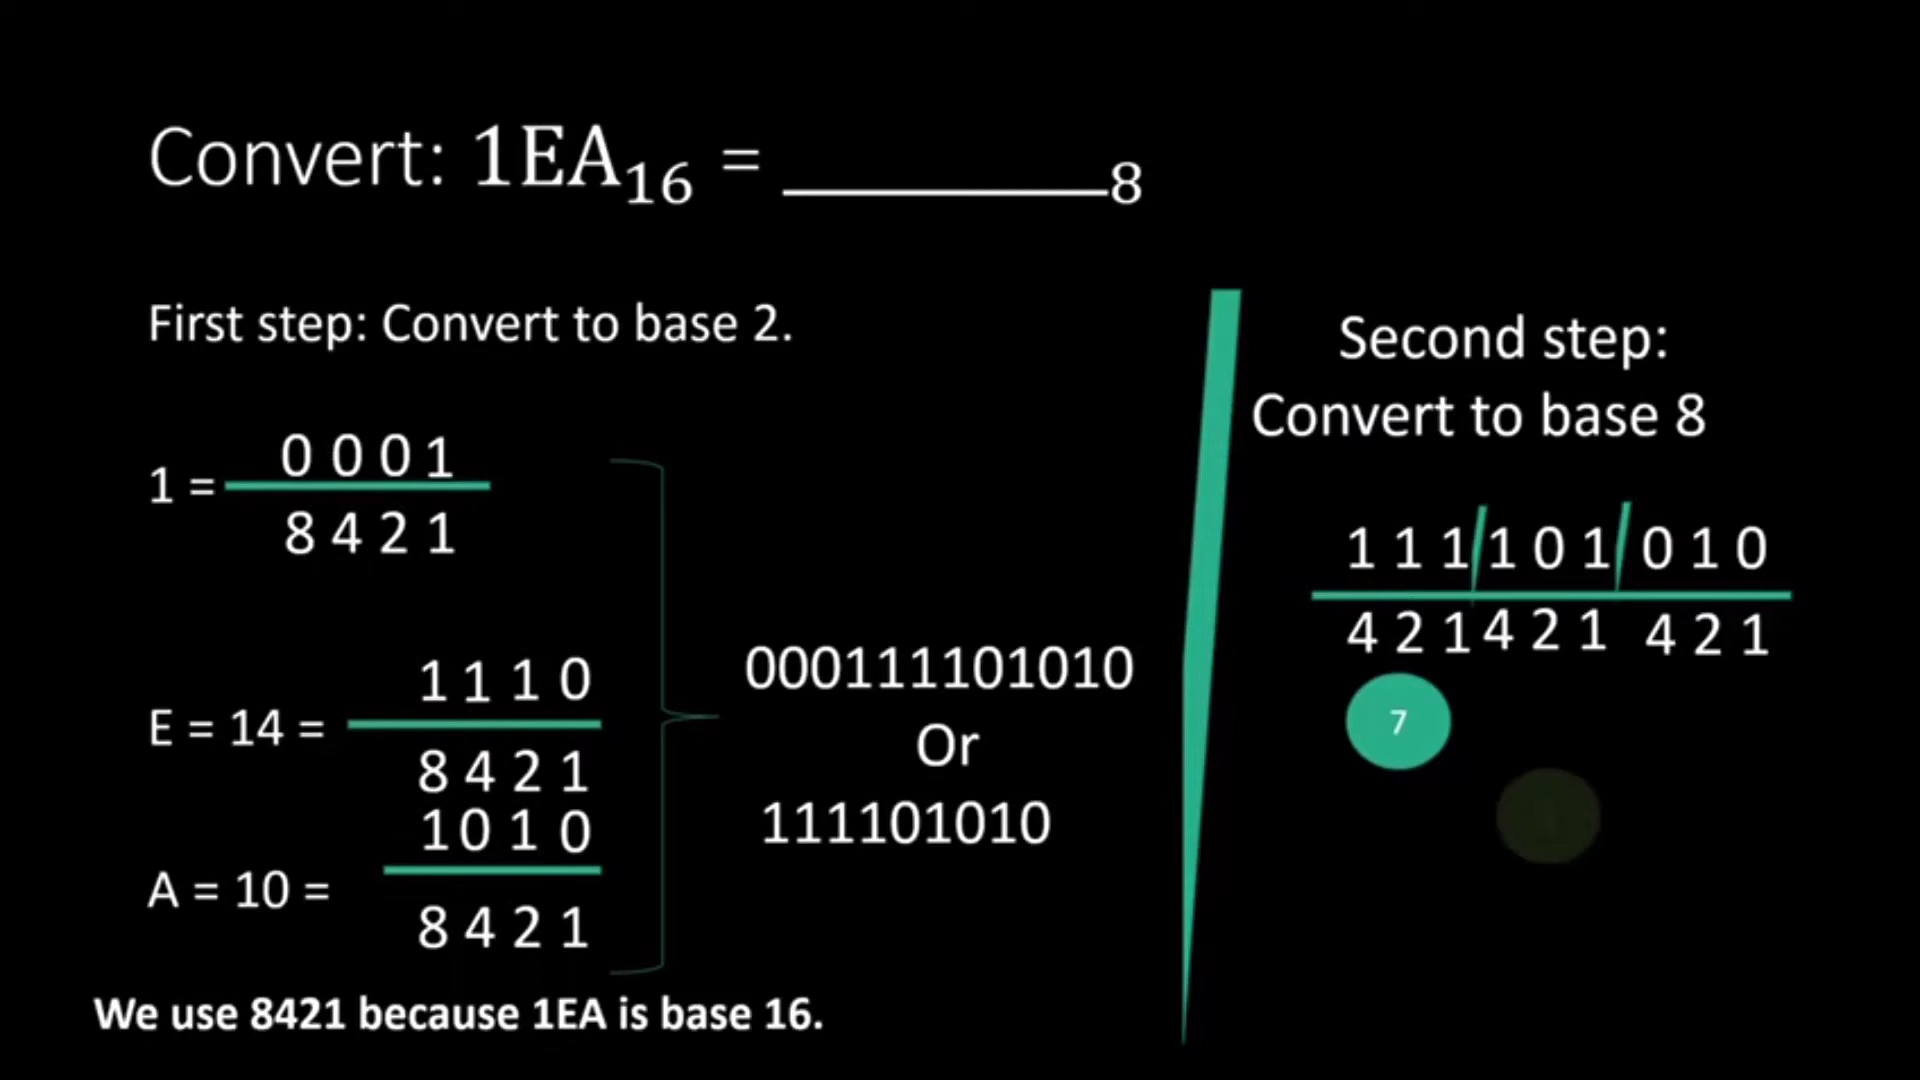 Convert: 1EA16 = ________8
First step: Convert to base 2.
1 =
0 0 0 1
8 4 2 1
E = 14 =
1 1 1 0
8 4 2 1
A = 10 =
1 0 1 0
8 4 2 1
000111101010
Or
111101010
We use 8421 because 1EA is base 16.
Second step:
Convert to base 8
1 1 1 / 1 0 1 / 0 1 0
4 2 1 4 2 1 4 2 1
7